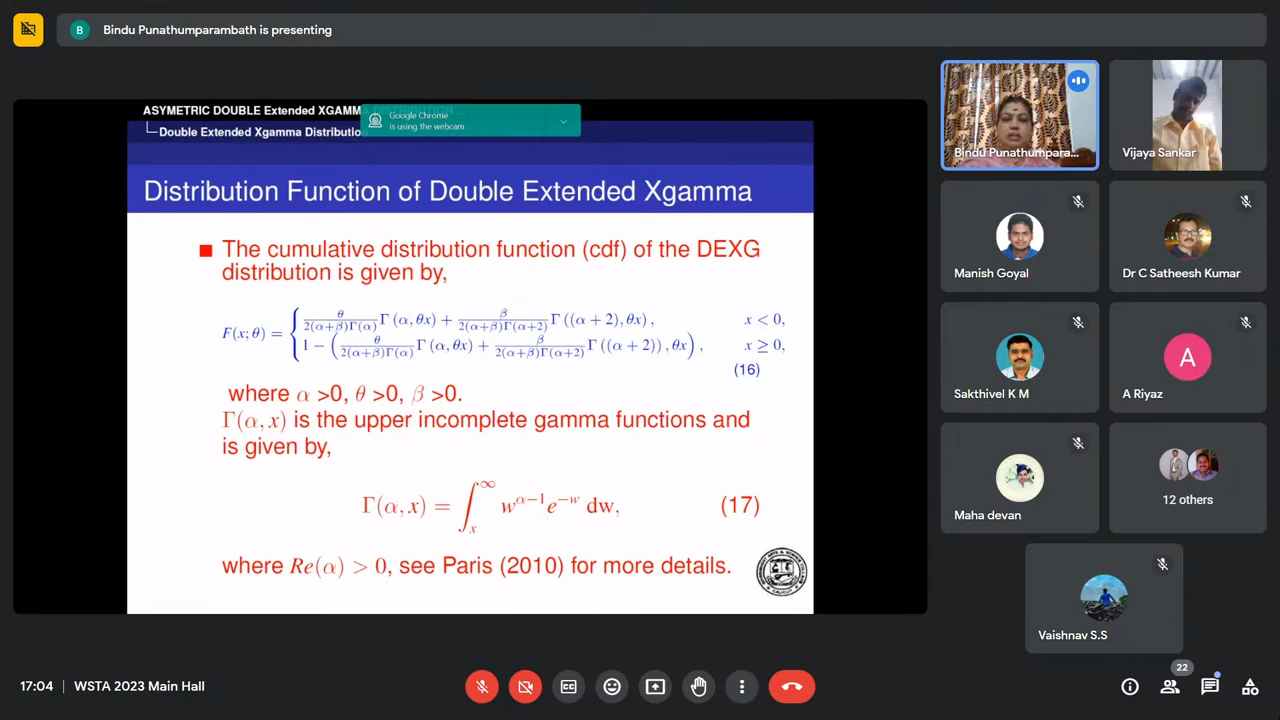 B
Bindu Punathumparambath is presenting
ASYMETRIC DOUBLE Extended XGAMMA DISTRIBUTION
Google Chrome
is using the webcam
Double Extended Xgamma Distributio
Distribution Function of Double Extended Xgamma
The cumulative distribution function (cdf) of the DEXG
distribution is given by,
F(x; θ) = { θ/2(α+β)Γ(α) Γ (α, θx) + β/2(α+β)Γ(α+2) Γ ((α + 2), θx) , x < 0,
1 − (θ/2(α+β)Γ(α) Γ (α, θx) + β/2(α+β)Γ(α+2) Γ ((α + 2)) , θx) , x ≥ 0,
(16)
where α >0, θ >0, β >0.
Γ(α, x) is the upper incomplete gamma functions and
is given by,
Γ(α, x) = ∫_x^∞ w^{α−1} e^{−w} dw, (17)
where Re(α) > 0, see Paris (2010) for more details.
CALICUT
Bindu Punathumpara...
Vijaya Sankar
Manish Goyal
Dr C Satheesh Kumar
Sakthivel K M
A
A Riyaz
Maha devan
12 others
Vaishnav S.S
17:04 | WSTA 2023 Main Hall
22